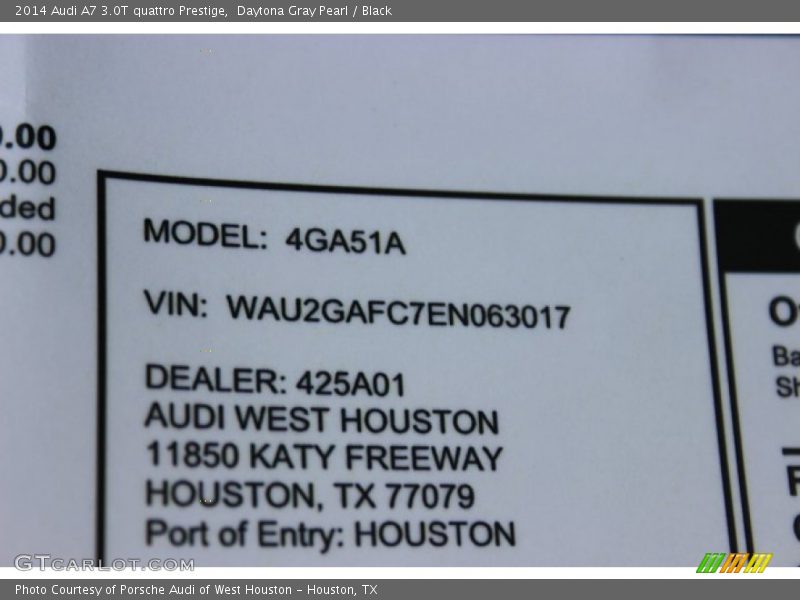 2014 Audi A7 3.0T quattro Prestige,  Daytona Gray Pearl / Black
.00
0.00
ded
0.00
MODEL: 4GA51A
VIN: WAU2GAFC7EN063017
DEALER: 425A01
AUDI WEST HOUSTON
11850 KATY FREEWAY
HOUSTON, TX 77079
Port of Entry: HOUSTON
Ba
Sh
GTCARLOT.COM
Photo Courtesy of Porsche Audi of West Houston - Houston, TX